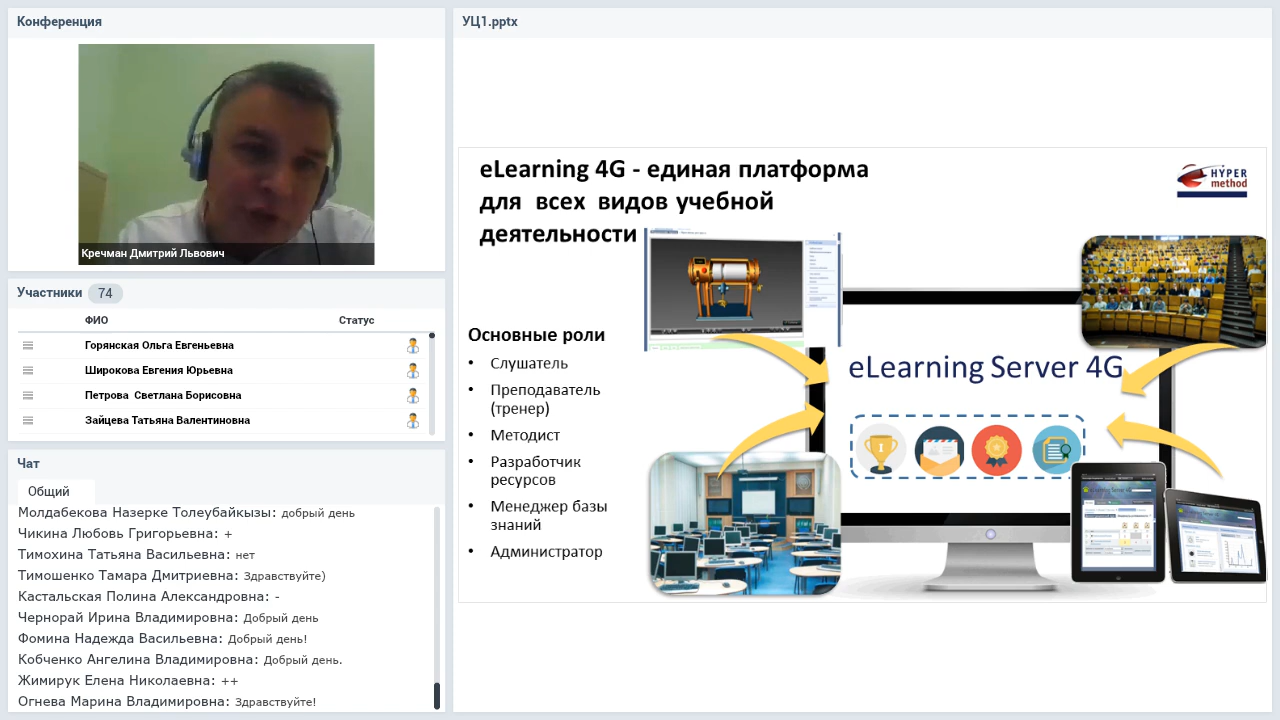 Конференция
Кречман Дмитрий Львович
Участники 74
ФИО Статус
Горянская Ольга Евгеньевна
Широкова Евгения Юрьевна
Петрова Светлана Борисовна
Зайцева Татьяна Валентиновна
Чат
Общий
Молдабекова Назерке Толеубайкызы: добрый день
Чикина Любовь Григорьевна: +
Тимохина Татьяна Васильевна: нет
Тимошенко Тамара Дмитриевна: Здравствуйте)
Кастальская Полина Александровна: -
Чернорай Ирина Владимировна: Добрый день
Фомина Надежда Васильевна: Добрый день!
Кобченко Ангелина Владимировна: Добрый день.
Жимирук Елена Николаевна: ++
Огнева Марина Владимировна: Здравствуйте!
УЦ1.pptx
eLearning 4G - единая платформа
для всех видов учебной
деятельности
HYPER
method
Основные роли
• Слушатель
• Преподаватель
(тренер)
• Методист
• Разработчик
ресурсов
• Менеджер базы
знаний
• Администратор
eLearning Server 4G
1